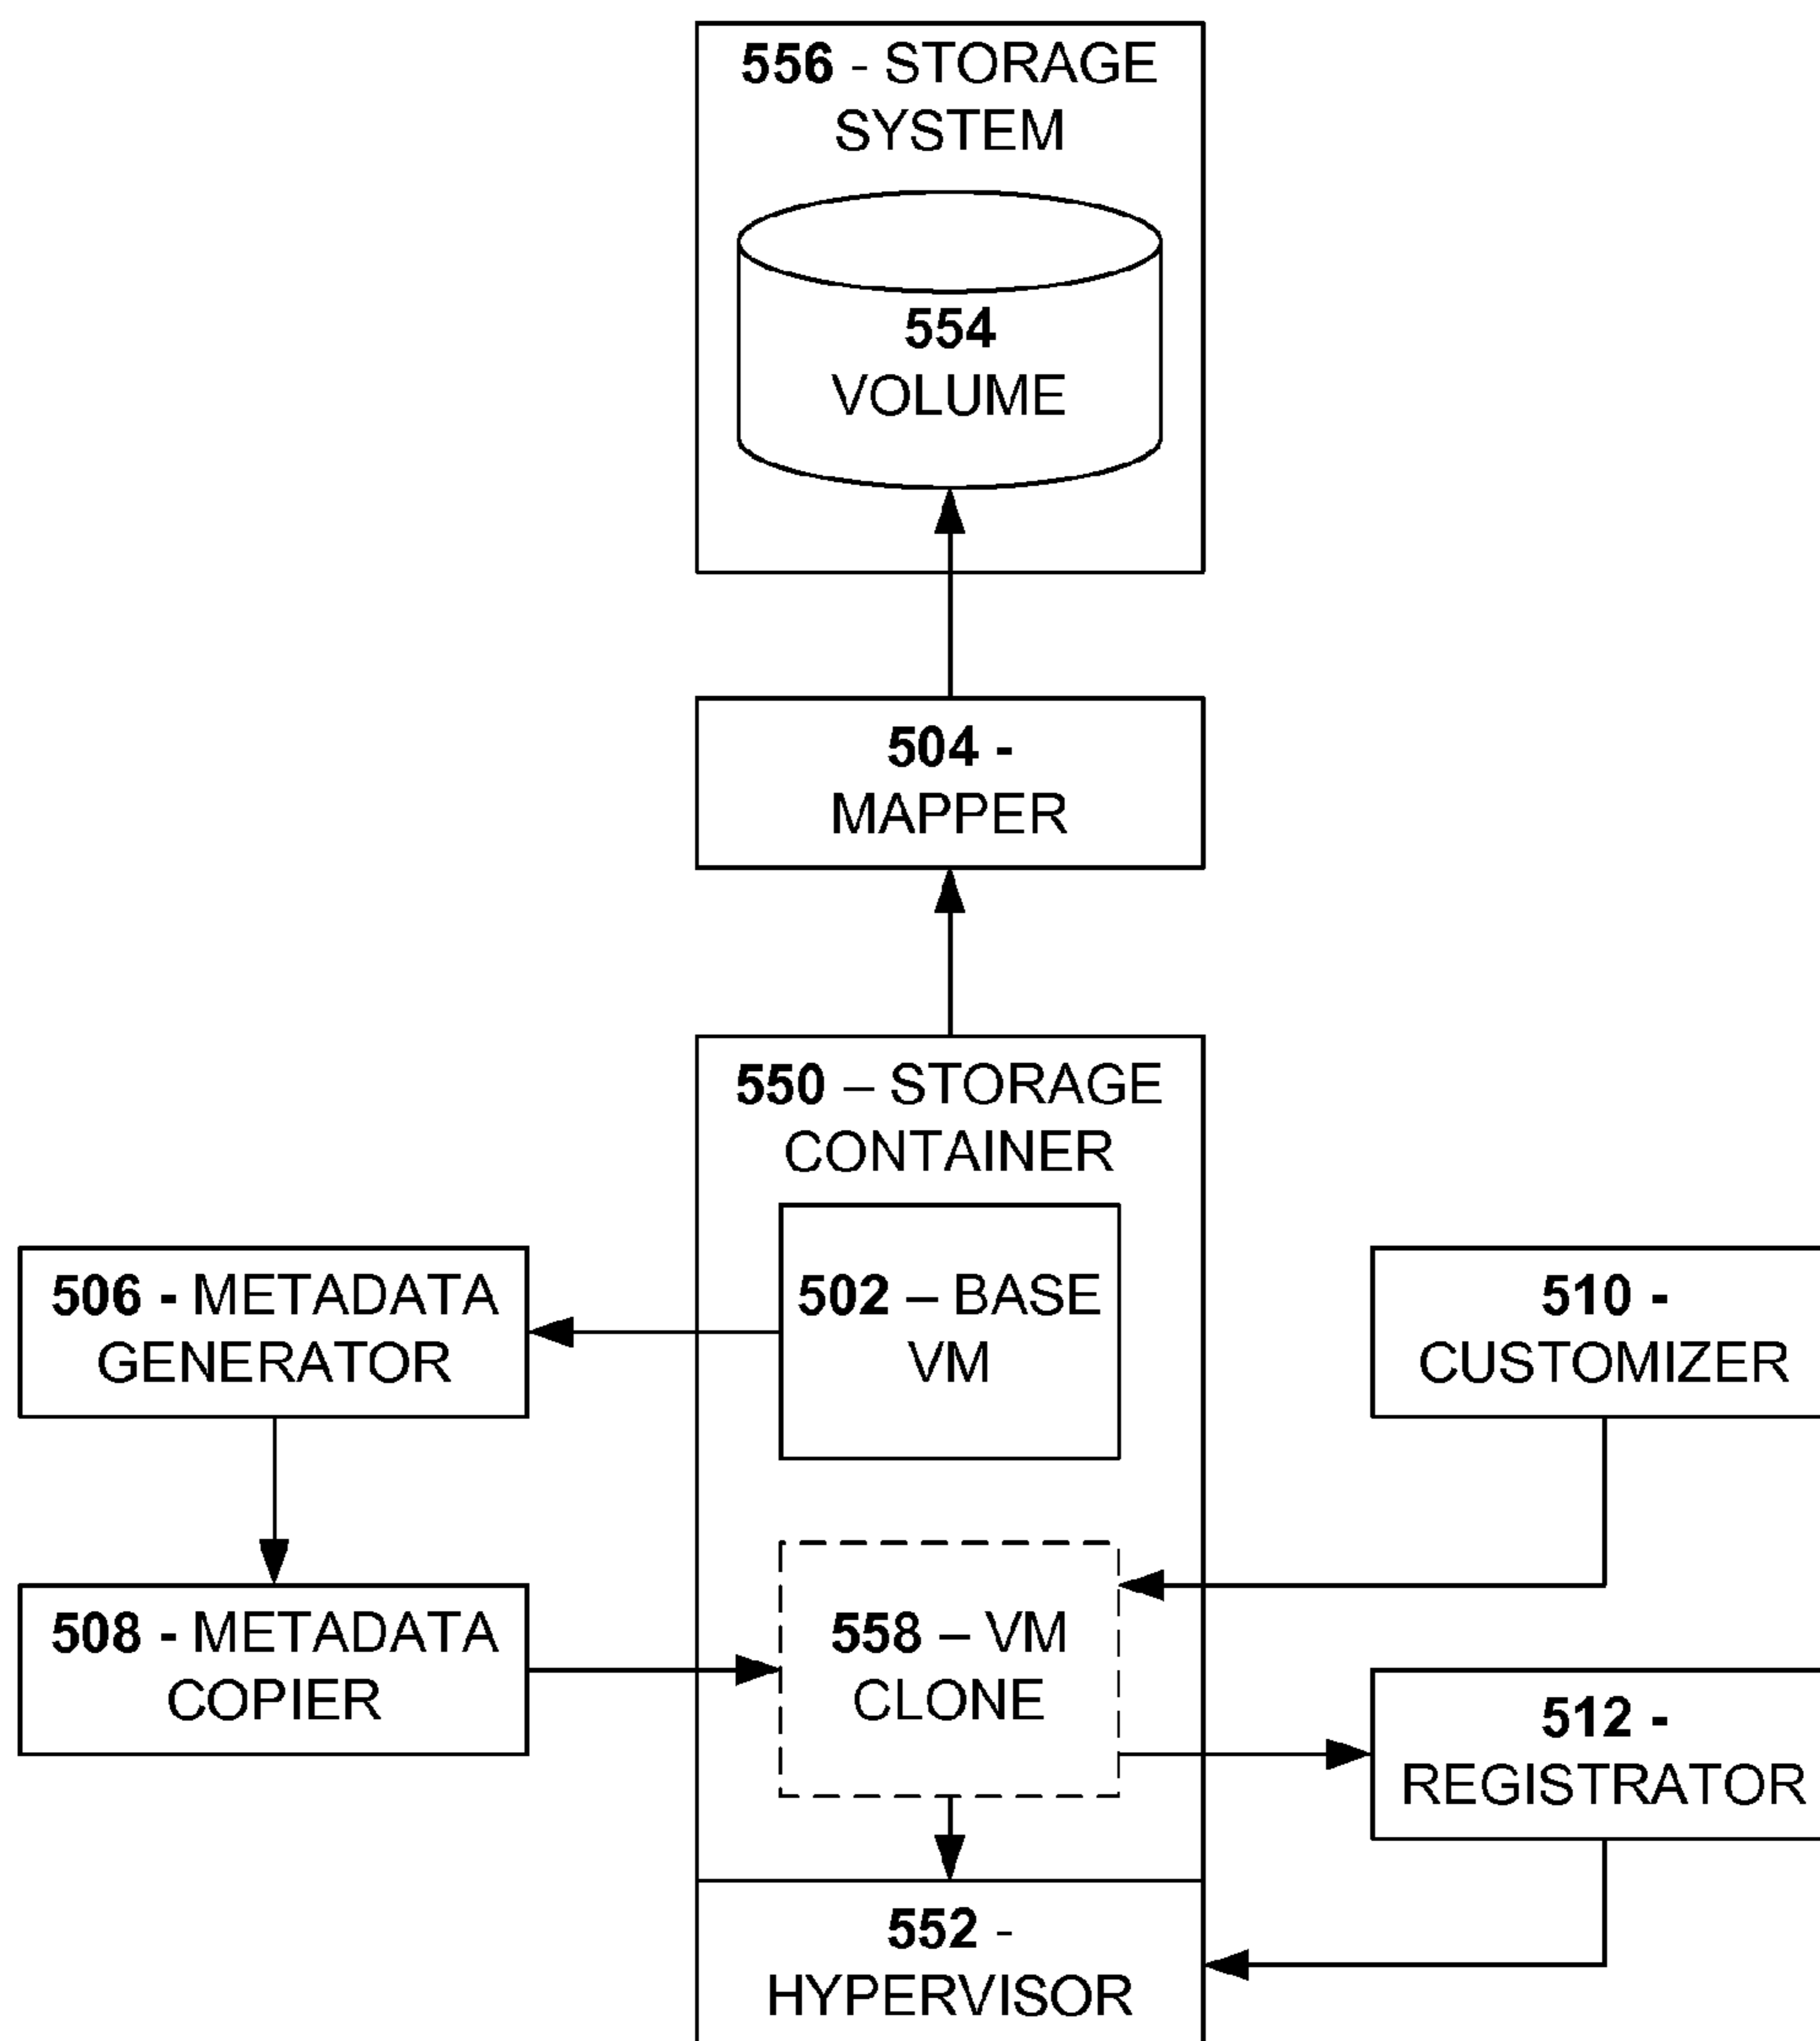 556 - STORAGE
SYSTEM
554
VOLUME
504 -
MAPPER
550 – STORAGE
CONTAINER
506 - METADATA
GENERATOR
502 – BASE
VM
510 -
CUSTOMIZER
508 - METADATA
COPIER
558 – VM
CLONE
512 -
REGISTRATOR
552 -
HYPERVISOR